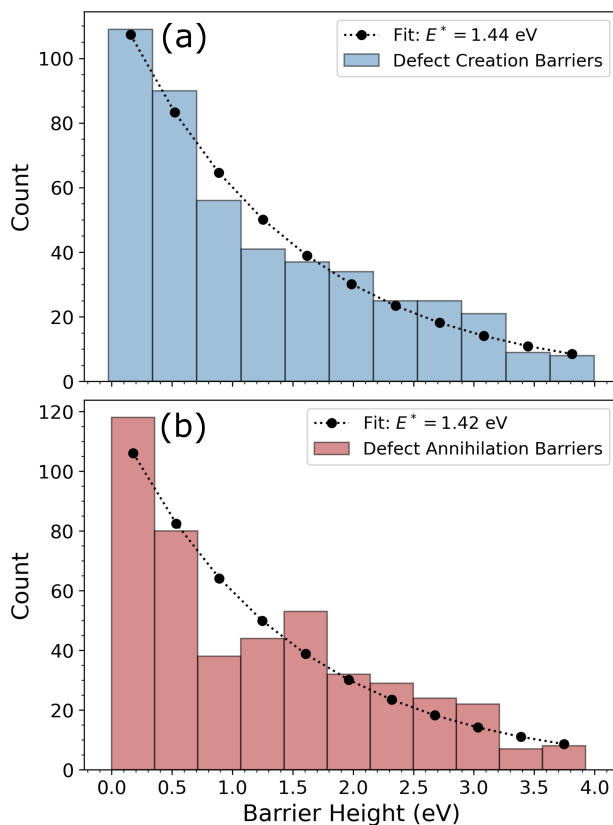 (a)
Fit: E* = 1.44 eV
Defect Creation Barriers
100
80
60
40
20
0
Count
(b)
Fit: E* = 1.42 eV
Defect Annihilation Barriers
120
100
80
60
40
20
0
Count
0.0 0.5 1.0 1.5 2.0 2.5 3.0 3.5 4.0
Barrier Height (eV)